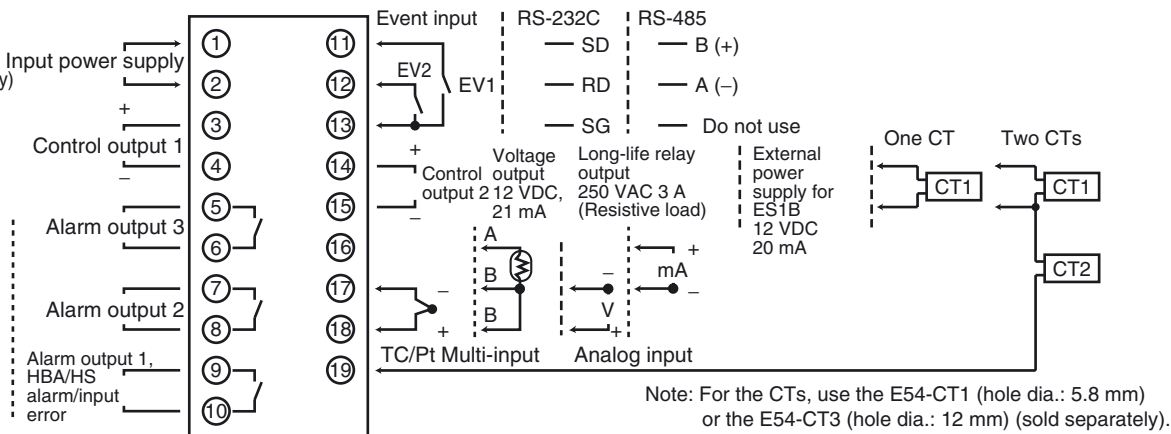 Input power supply
y)
+
Control output 1
−
Alarm output 3
Alarm output 2
Alarm output 1,
HBA/HS
alarm/input
error
1
2
3
4
5
6
7
8
9
10
11
12
13
14
15
16
17
18
19
Event input
EV2
EV1
RS-232C
SD
RD
SG
RS-485
B (+)
A (−)
Do not use
+
Control
output 2
−
Voltage
output
12 VDC,
21 mA
Long-life relay
output
250 VAC 3 A
(Resistive load)
External
power
supply for
ES1B
12 VDC
20 mA
One CT
CT1
Two CTs
CT1
CT2
−
+
A
B
B
TC/Pt Multi-input
−
V
+
+
mA
−
Analog input
Note: For the CTs, use the E54-CT1 (hole dia.: 5.8 mm)
or the E54-CT3 (hole dia.: 12 mm) (sold separately).